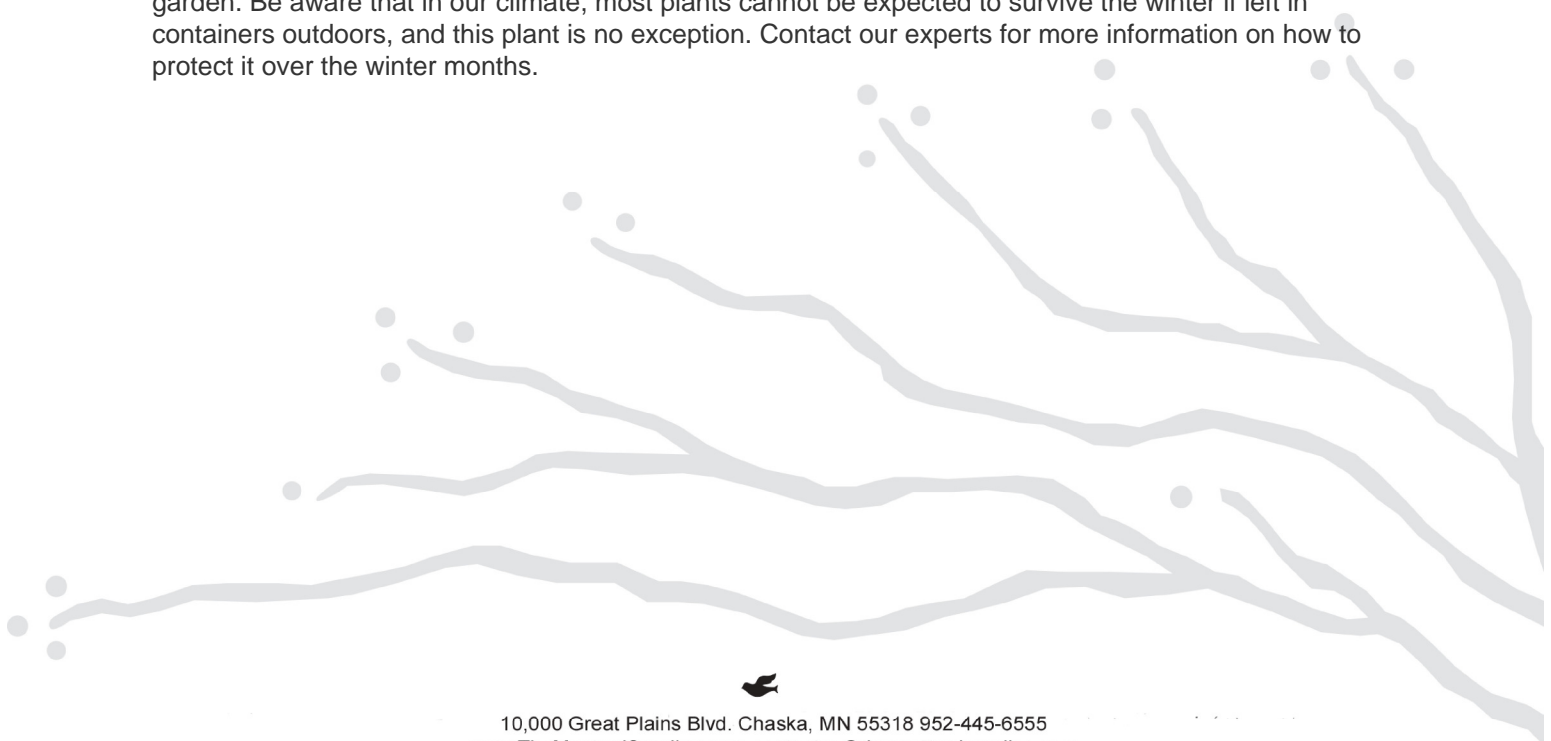 garden. Be aware that in our climate, most plants cannot be expected to survive the winter if left in
containers outdoors, and this plant is no exception. Contact our experts for more information on how to
protect it over the winter months.
10,000 Great Plains Blvd. Chaska, MN 55318 952-445-6555